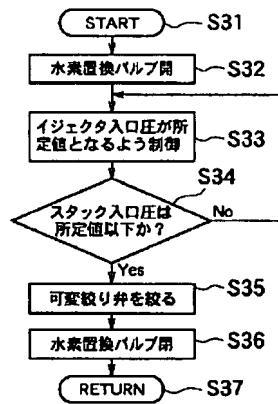 START
S31
水素置換バルブ開
S32
イジェクタ入口圧が所
定値となるよう制御
S33
S34
スタック入口圧は
所定値以下か？
No
Yes
可変絞り弁を絞る
S35
水素置換バルブ閉
S36
RETURN
S37